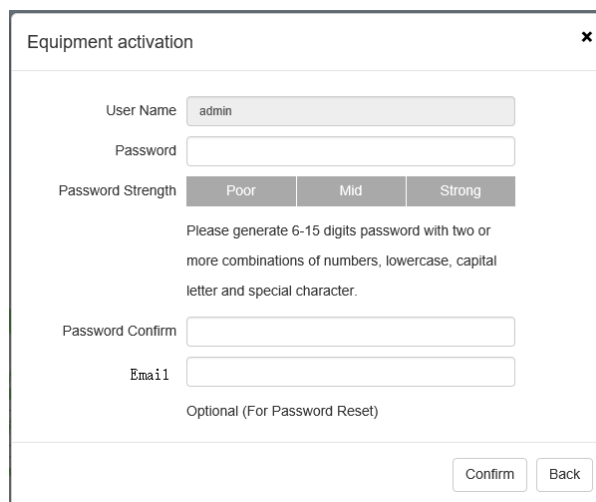 Equipment activation ×
User Name admin
Password
Password Strength Poor Mid Strong
Please generate 6-15 digits password with two or
more combinations of numbers, lowercase, capital
letter and special character.
Password Confirm
Email
Optional (For Password Reset)
Confirm Back